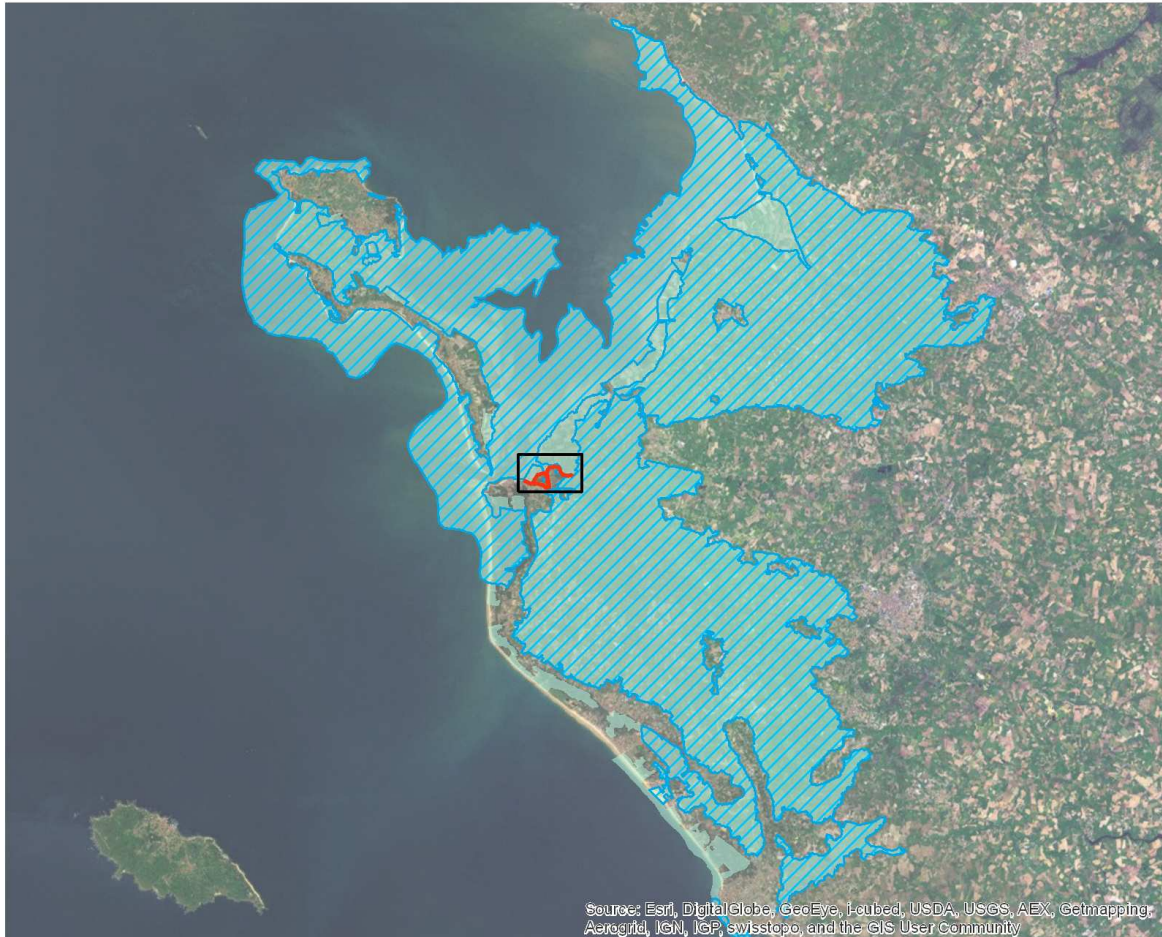 Source: Esri, DigitalGlobe, GeoEye, i-cubed, USDA, USGS, AEX, Getmapping,
Aerogrid, IGN, IGP, swisstopo, and the GIS User Community